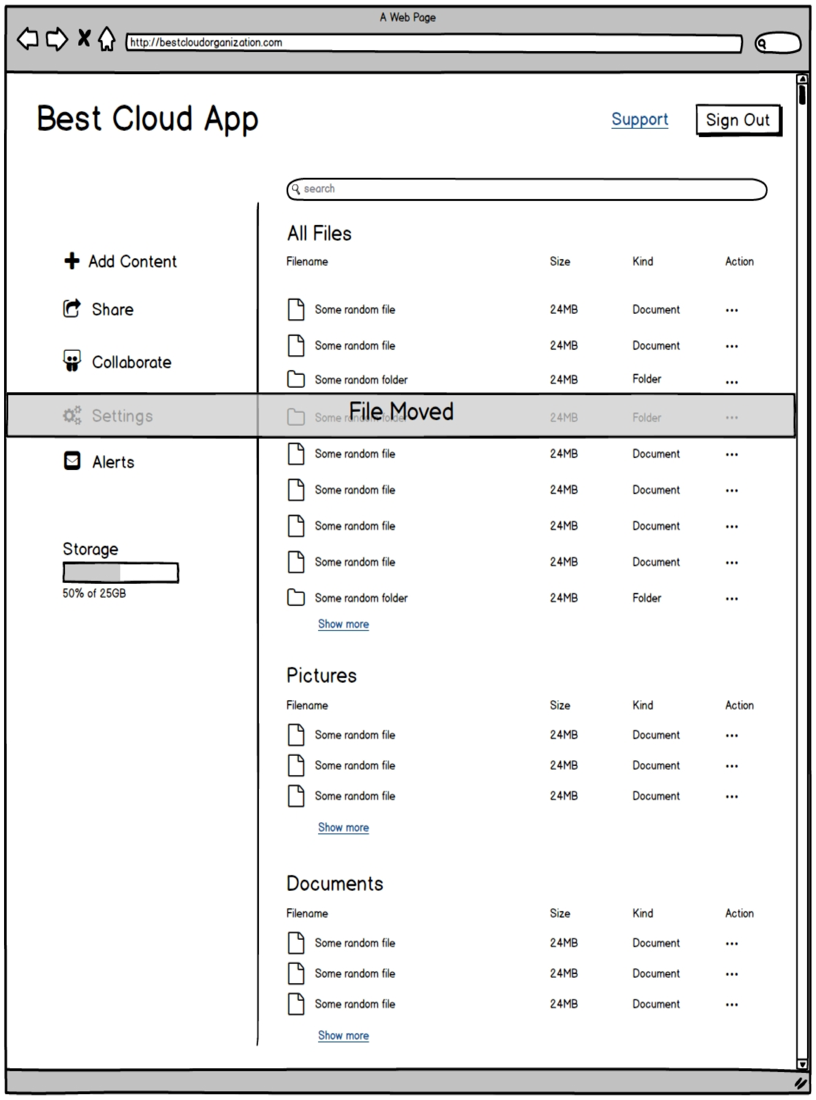 A Web Page
http://bestcloudorganization.com
Best Cloud App
Support
Sign Out
search
Add Content
Share
Collaborate
Settings
Alerts
Storage
50% of 25GB
All Files
Filename Size Kind Action
Some random file 24MB Document ...
Some random file 24MB Document ...
Some random folder 24MB Folder ...
File Moved
Some random folder 24MB Folder ...
Some random file 24MB Document ...
Some random file 24MB Document ...
Some random file 24MB Document ...
Some random file 24MB Document ...
Some random folder 24MB Folder ...
Show more
Pictures
Filename Size Kind Action
Some random file 24MB Document ...
Some random file 24MB Document ...
Some random file 24MB Document ...
Show more
Documents
Filename Size Kind Action
Some random file 24MB Document ...
Some random file 24MB Document ...
Some random file 24MB Document ...
Show more